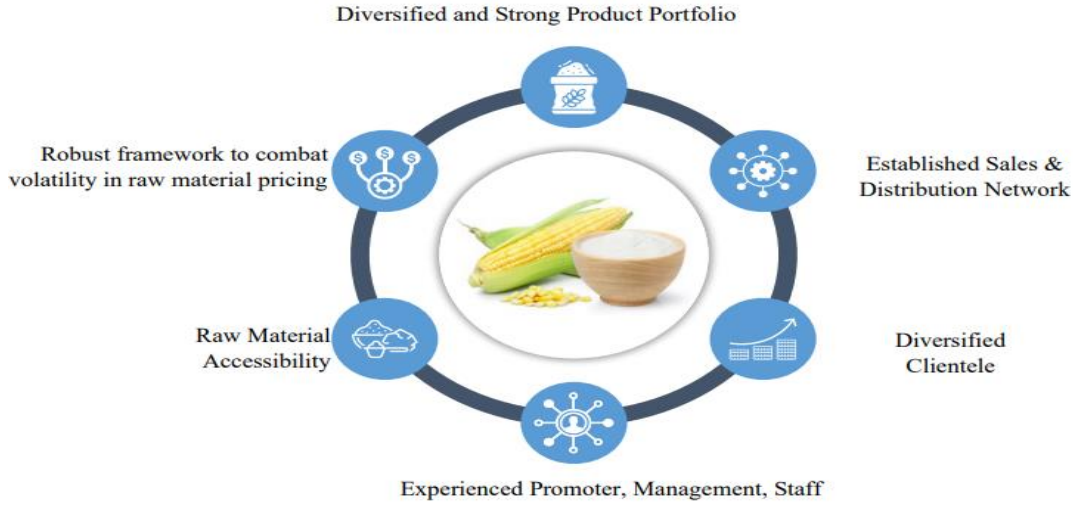 Diversified and Strong Product Portfolio
Robust framework to combat
volatility in raw material pricing
Established Sales &
Distribution Network
Raw Material
Accessibility
Diversified
Clientele
Experienced Promoter, Management, Staff